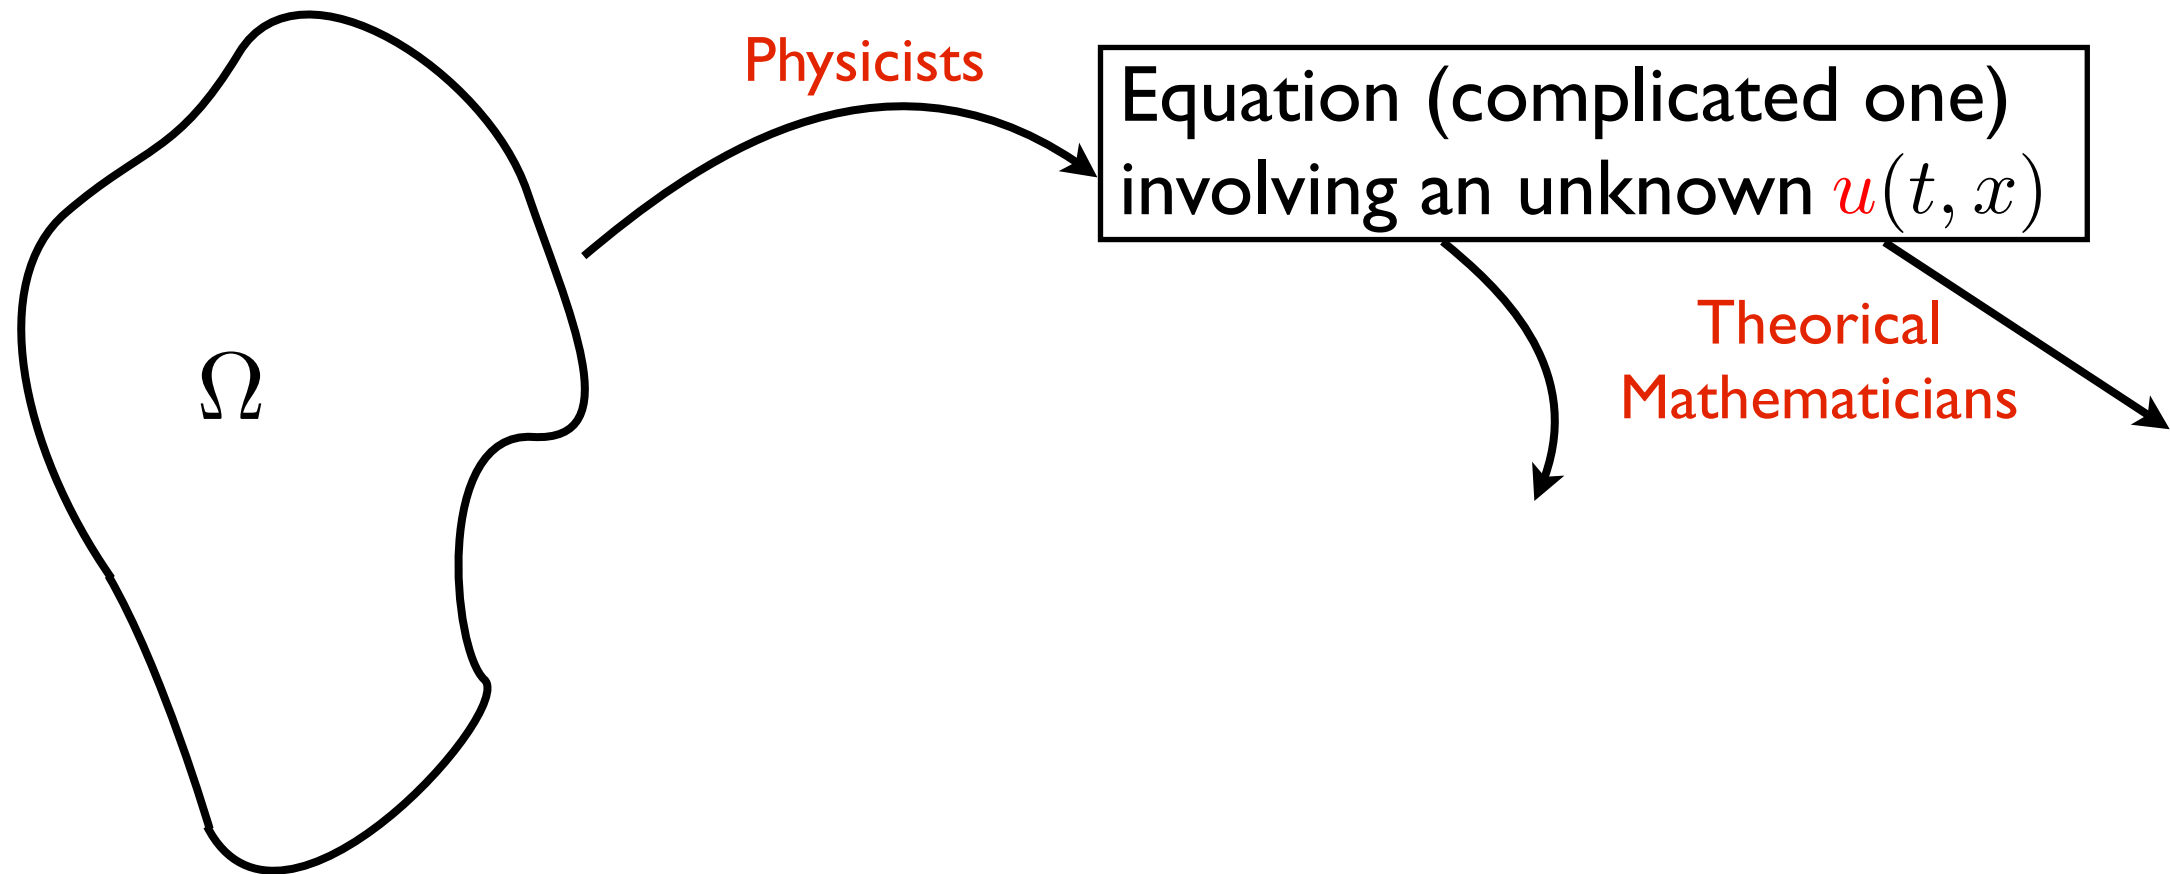 Physicists
Equation (complicated one)
involving an unknown u(t, x)
Ω
Theorical
Mathematicians